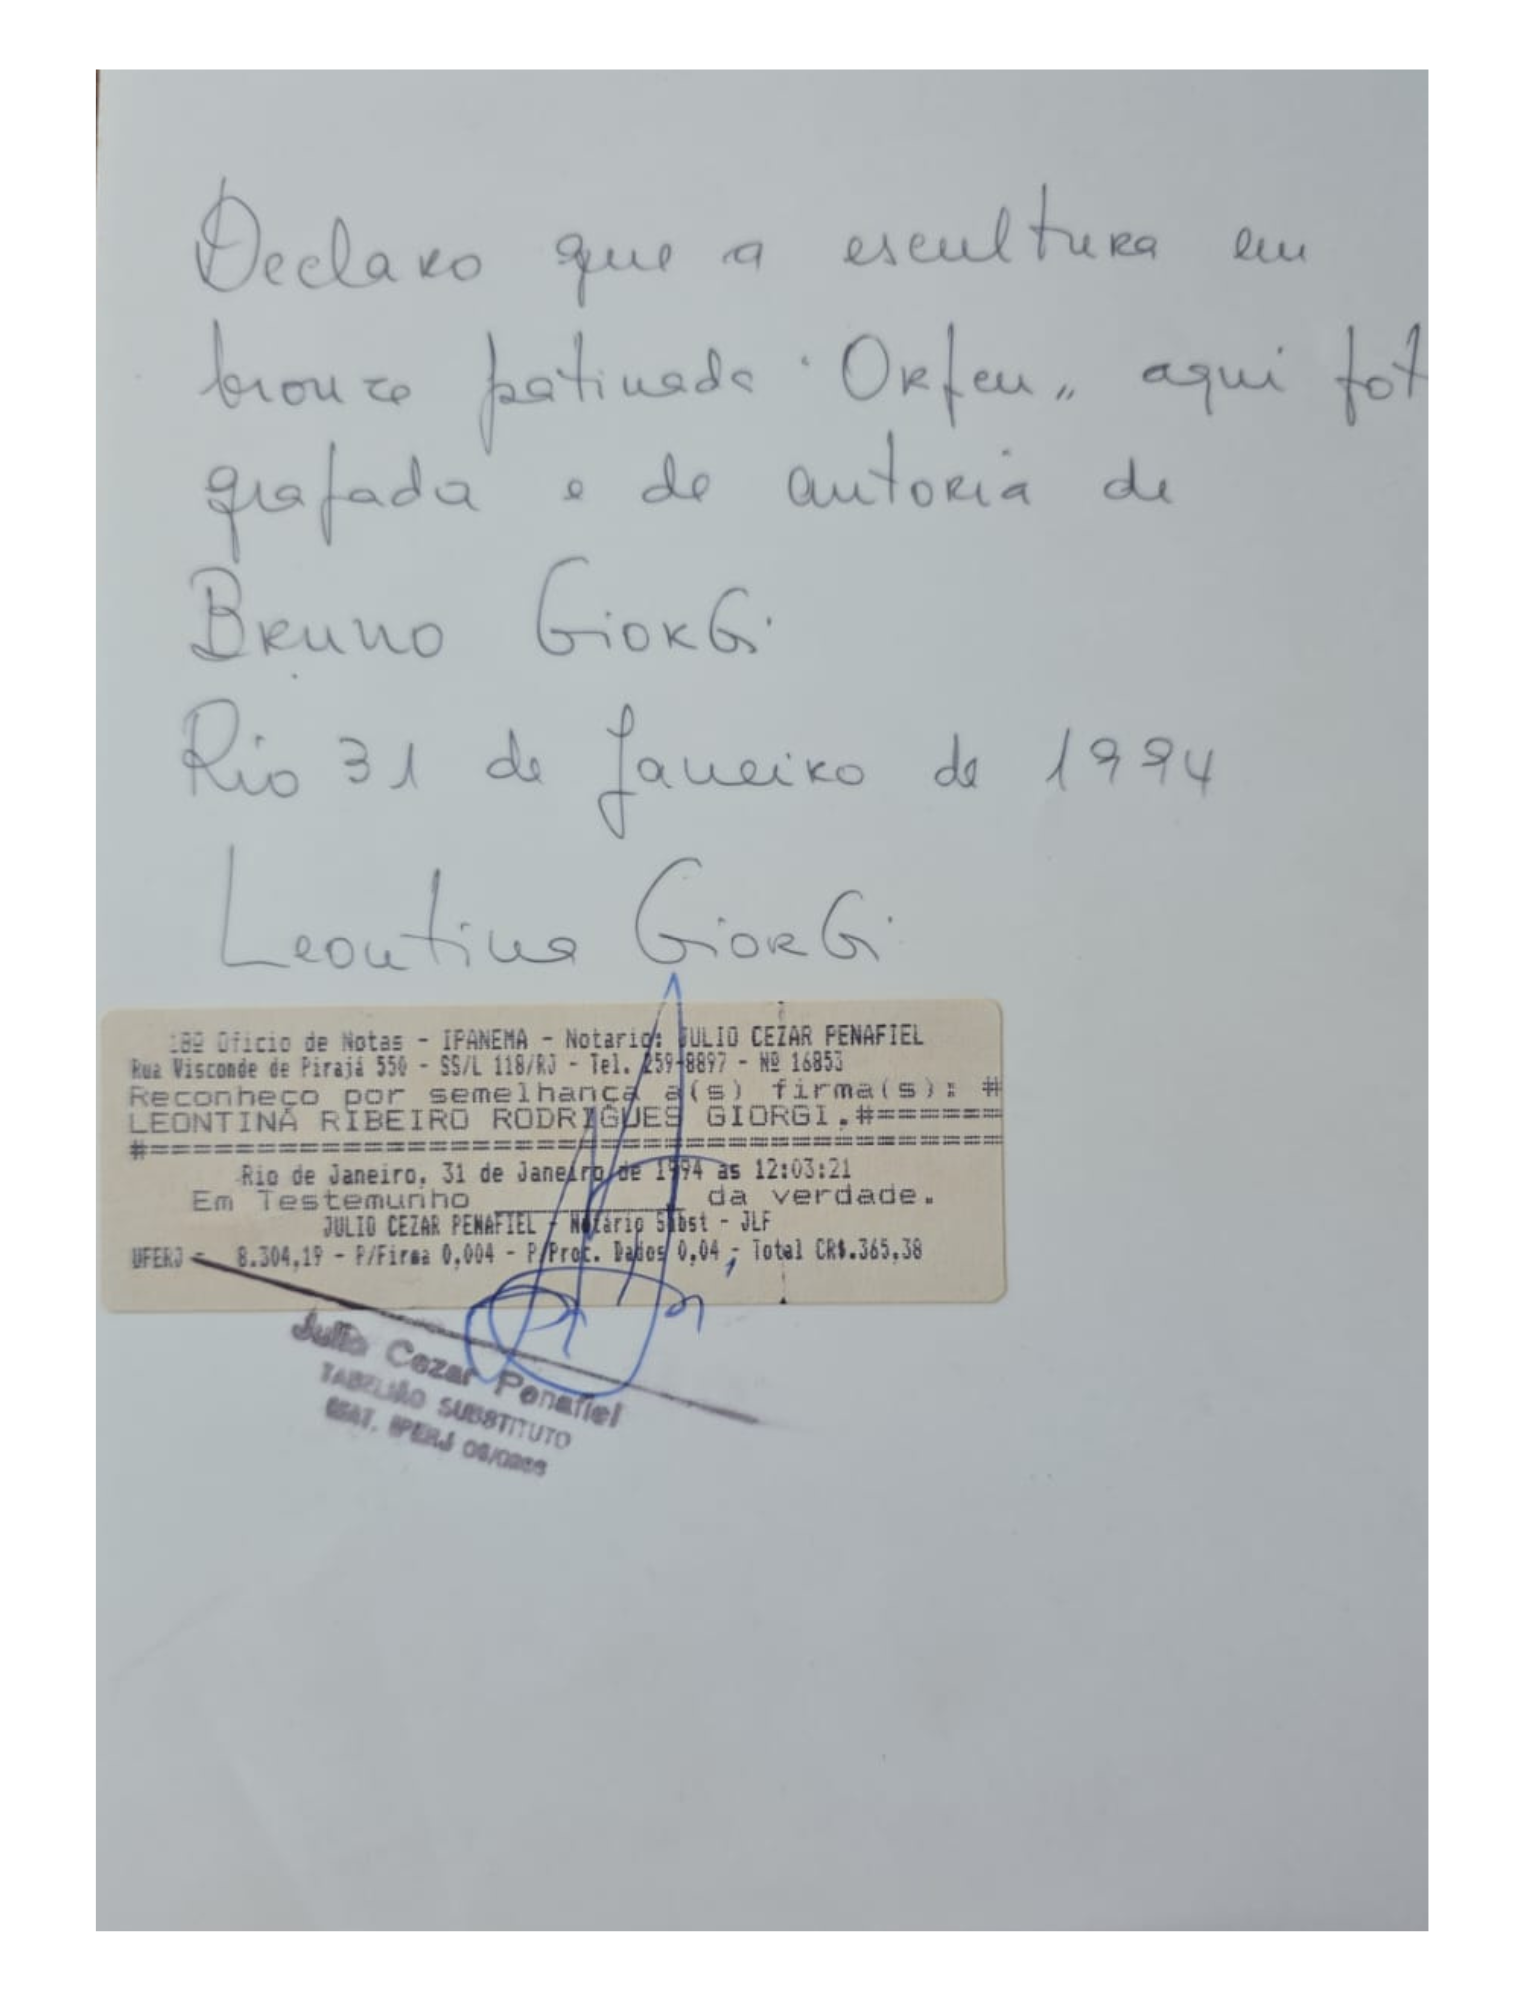 Declaro que a escultura em
bronze patinada "Orfeu" aqui fot
grafada e de autoria de
Bruno Giorgi
Rio 31 de Janeiro de 1994
Leontina Giorgi
18º Oficio de Notas - IPANEMA - Notario: JULIO CEZAR PENAFIEL
Rua Visconde de Pirajá 550 - SS/L 118/RJ - Tel. 259-8897 - Nº 16853
Reconheço por semelhança a(s) firma(s): #
LEONTINA RIBEIRO RODRIGUES GIORGI.#=======
#==========================================
Rio de Janeiro, 31 de Janeiro de 1994 as 12:03:21
Em Testemunho ____________ da verdade.
JULIO CEZAR PENAFIEL - Notário Subst - JLF
UFERJ = 8.304,19 - P/Firma 0,004 - P/Proc. Dados 0,04 - Total CR$.365,38
Julio Cezar Penafiel
TABELIÃO SUBSTITUTO